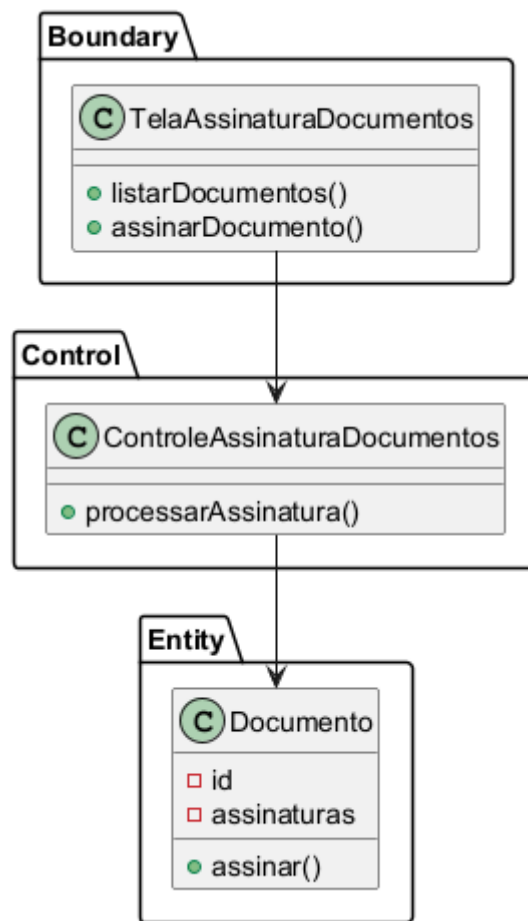 Boundary
C TelaAssinaturaDocumentos
listarDocumentos()
assinarDocumento()
Control
C ControleAssinaturaDocumentos
processarAssinatura()
Entity
C Documento
id
assinaturas
assinar()